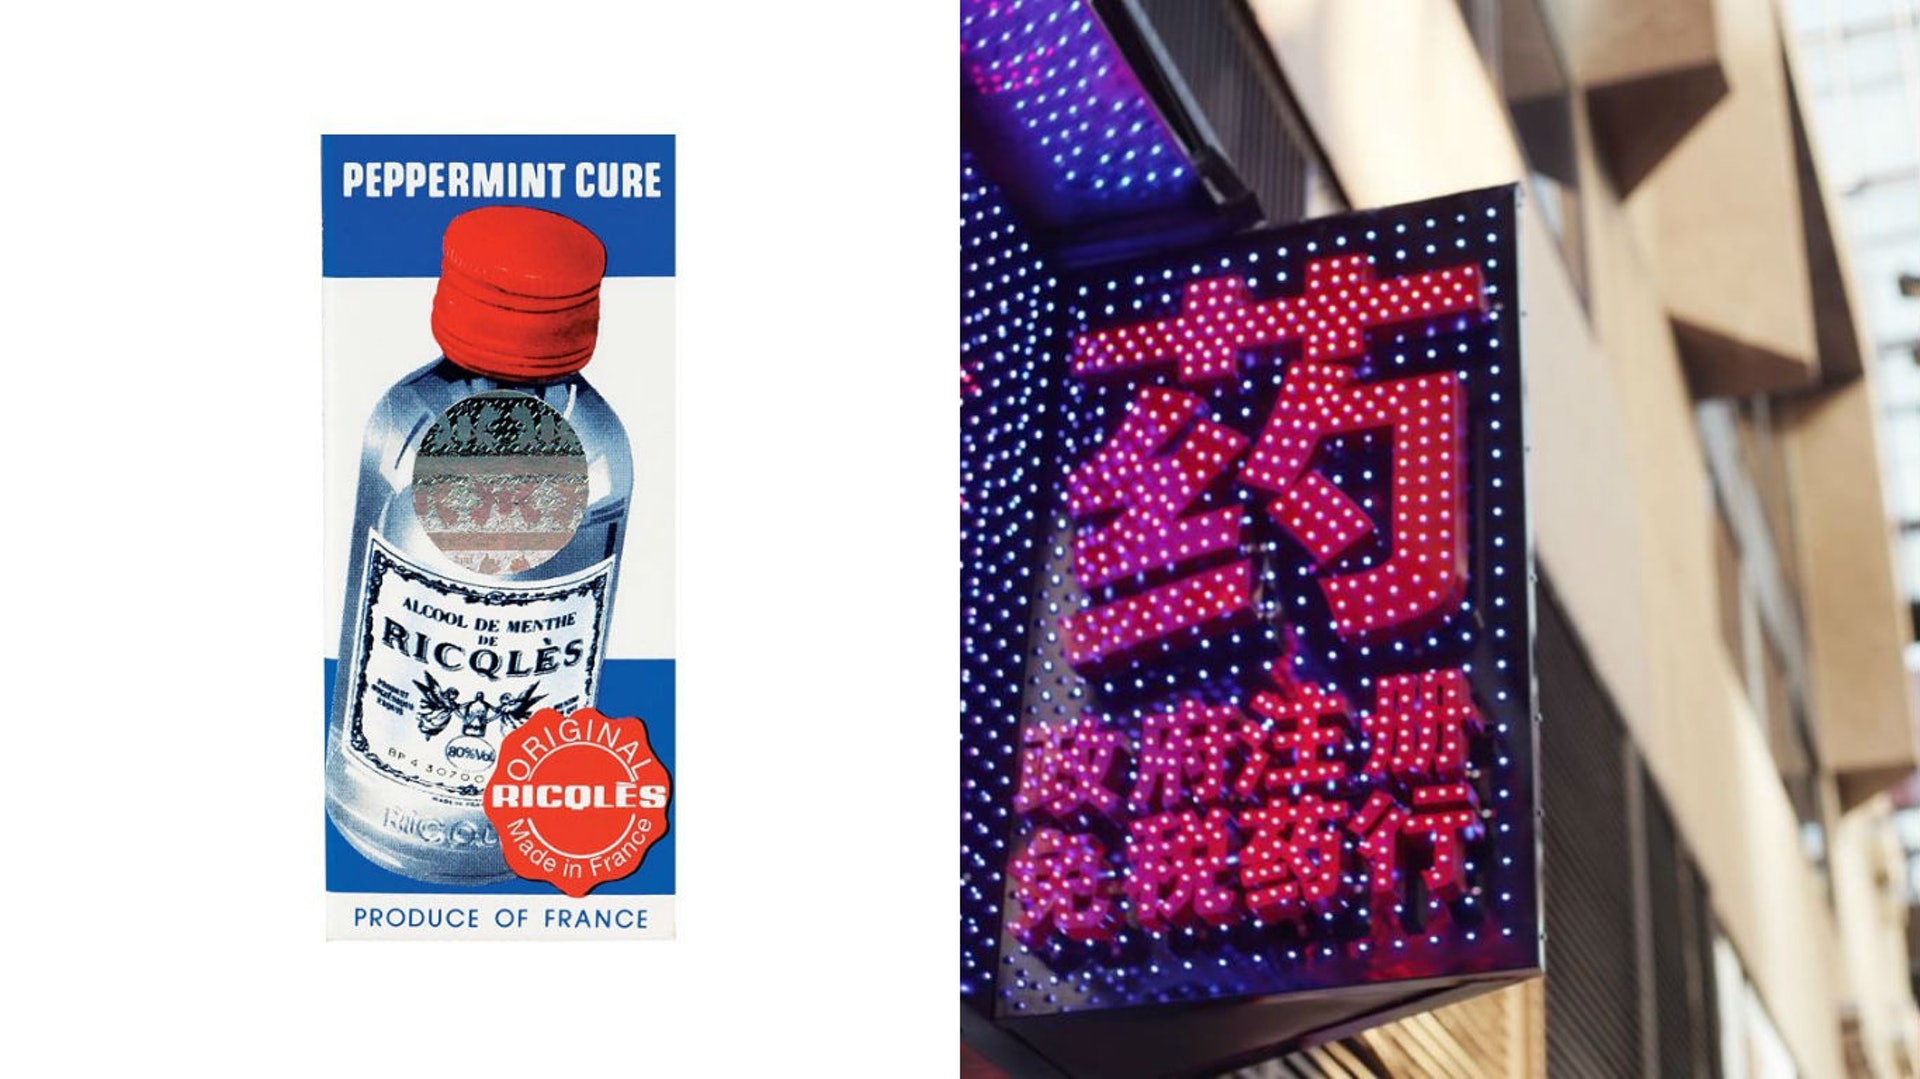 PEPPERMINT CURE
ALCOOL DE MENTHE
DE
RICQLÈS
80%Vol
ORIGINAL
RICQLÈS
Made in France
PRODUCE OF FRANCE
药
政府注册
免税药行